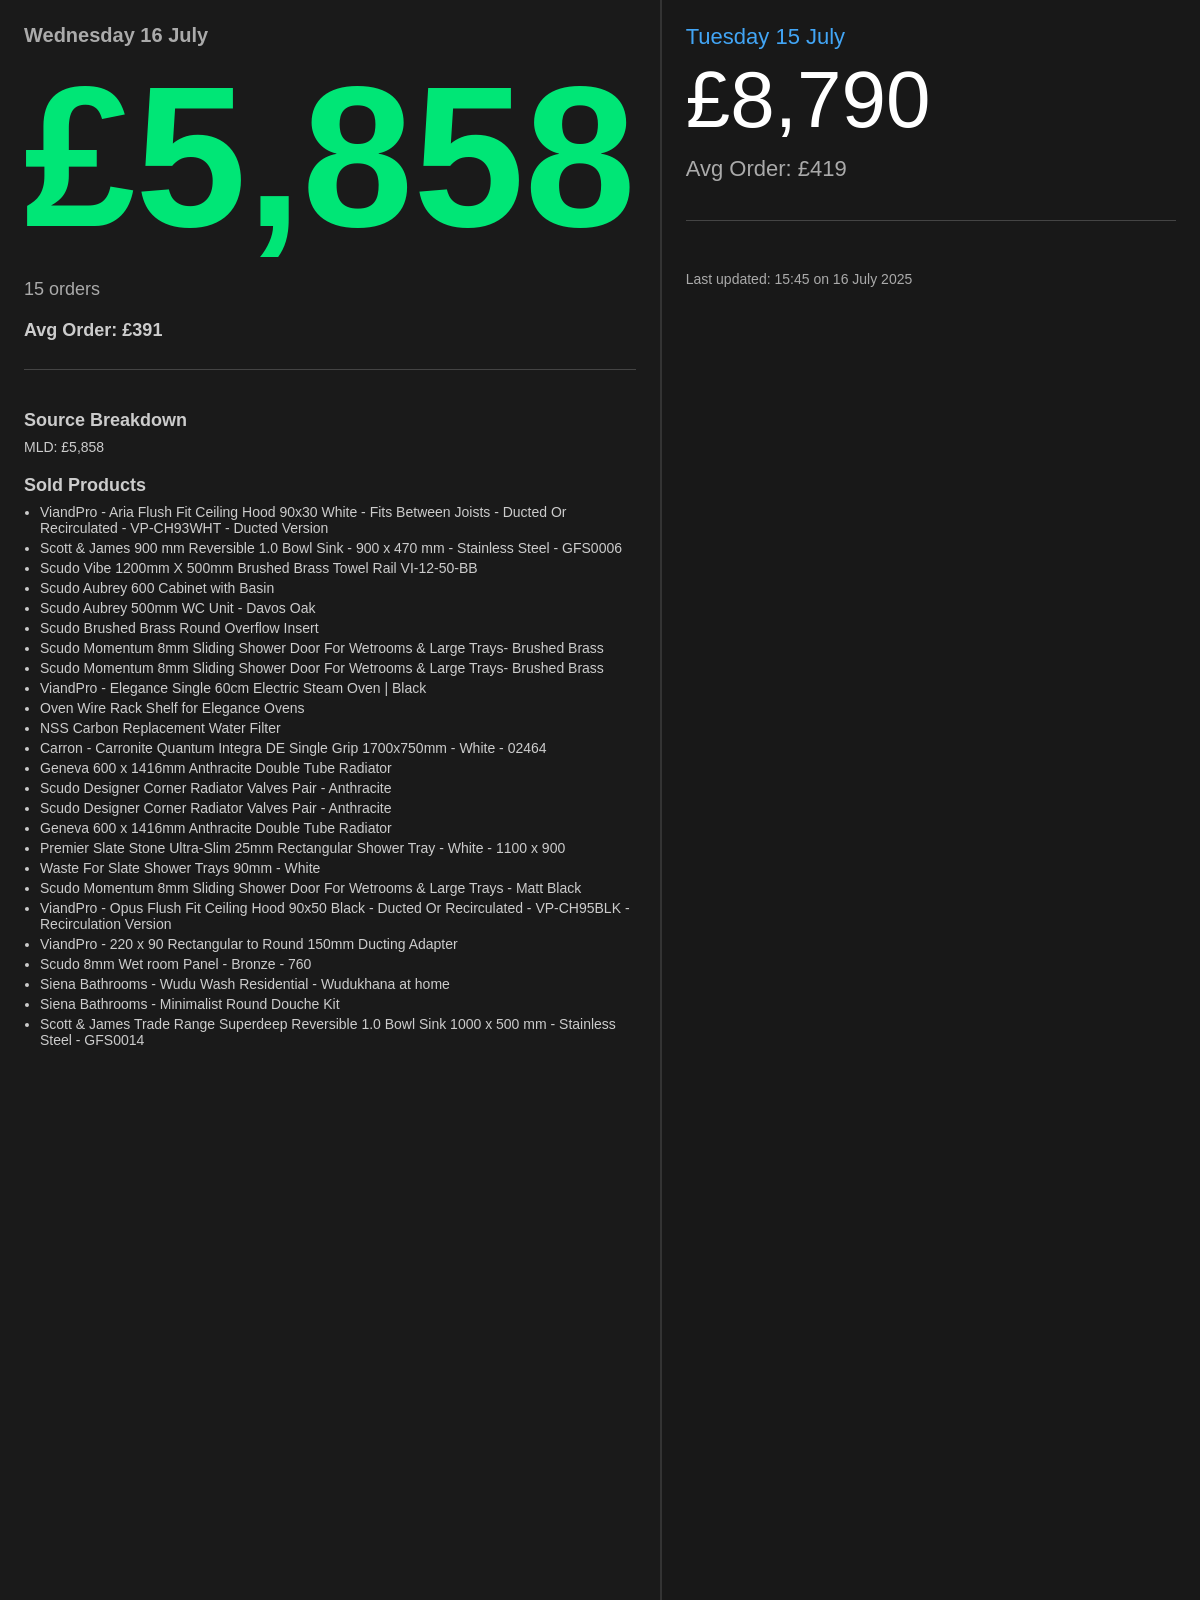 Wednesday 16 July
£5,858
15 orders
Avg Order: £391
Source Breakdown
MLD: £5,858
Sold Products
• ViandPro - Aria Flush Fit Ceiling Hood 90x30 White - Fits Between Joists - Ducted Or
Recirculated - VP-CH93WHT - Ducted Version
• Scott & James 900 mm Reversible 1.0 Bowl Sink - 900 x 470 mm - Stainless Steel - GFS0006
• Scudo Vibe 1200mm X 500mm Brushed Brass Towel Rail VI-12-50-BB
• Scudo Aubrey 600 Cabinet with Basin
• Scudo Aubrey 500mm WC Unit - Davos Oak
• Scudo Brushed Brass Round Overflow Insert
• Scudo Momentum 8mm Sliding Shower Door For Wetrooms & Large Trays- Brushed Brass
• Scudo Momentum 8mm Sliding Shower Door For Wetrooms & Large Trays- Brushed Brass
• ViandPro - Elegance Single 60cm Electric Steam Oven | Black
• Oven Wire Rack Shelf for Elegance Ovens
• NSS Carbon Replacement Water Filter
• Carron - Carronite Quantum Integra DE Single Grip 1700x750mm - White - 02464
• Geneva 600 x 1416mm Anthracite Double Tube Radiator
• Scudo Designer Corner Radiator Valves Pair - Anthracite
• Scudo Designer Corner Radiator Valves Pair - Anthracite
• Geneva 600 x 1416mm Anthracite Double Tube Radiator
• Premier Slate Stone Ultra-Slim 25mm Rectangular Shower Tray - White - 1100 x 900
• Waste For Slate Shower Trays 90mm - White
• Scudo Momentum 8mm Sliding Shower Door For Wetrooms & Large Trays - Matt Black
• ViandPro - Opus Flush Fit Ceiling Hood 90x50 Black - Ducted Or Recirculated - VP-CH95BLK -
Recirculation Version
• ViandPro - 220 x 90 Rectangular to Round 150mm Ducting Adapter
• Scudo 8mm Wet room Panel - Bronze - 760
• Siena Bathrooms - Wudu Wash Residential - Wudukhana at home
• Siena Bathrooms - Minimalist Round Douche Kit
• Scott & James Trade Range Superdeep Reversible 1.0 Bowl Sink 1000 x 500 mm - Stainless
Steel - GFS0014
Tuesday 15 July
£8,790
Avg Order: £419
Last updated: 15:45 on 16 July 2025